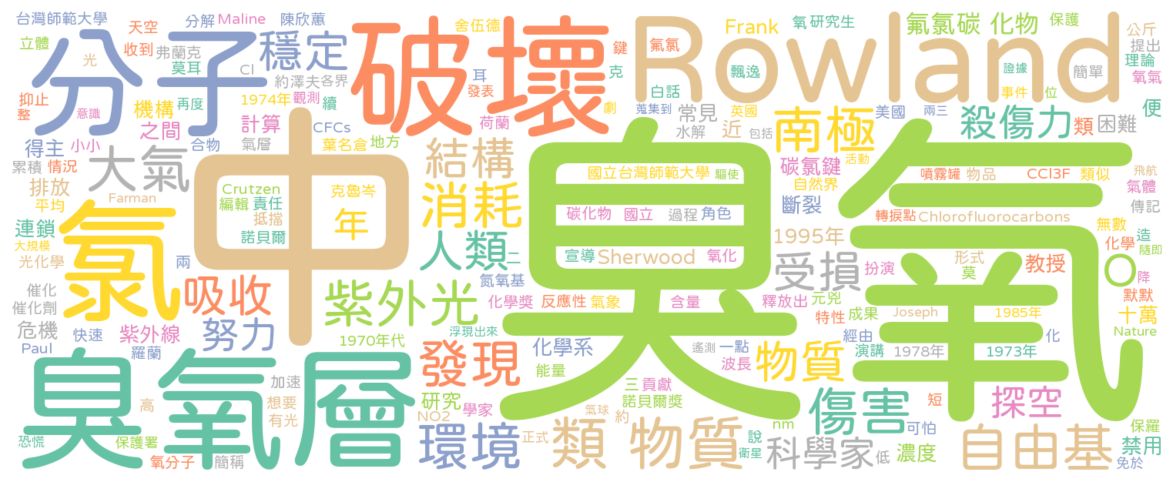 台灣師範大學 分解 Maline 陳欣蕙 舍伍德 Frank 氧 研究生 氟氯碳 化物 保護 公斤
立體 光 天空 收到 弗蘭克 莫耳 Cl 約澤夫 各界 耳 鍵 克 氟氯 飄逸 提出 理論 氧氣
分子 穩定 破壞 Rowland
抑止 整 意識 機構 再度 1974年 觀測 續 發表 劇 蒐集到 白話 常見 證據 簡單 事件 位
得主 小小 之間 合物 計算 氣層 CFCs 葉名倉 地方 荷蘭 水解 英國 近 包括 南極 美國 兩三 殺傷力 類 困難 便
累積 情況 大氣 中 結構 國立台灣師範大學 驅使 碳氯鍵 活動 自然界 噴霧罐 物品 CCl3F 類似 飛航 氣體
排放 平均 Farman Crutzen 克魯岑 編輯 責任 抵擋 年 消耗 碳化物 國立 過程 角色 斷裂 轉捩點 Chlorofluorocarbons 傳記
連鎖 大規模 氯 諾貝爾 人類 二 宣導 Sherwood 氧化 1995年 無數 造 化學 隨即
光化學 兩 吸收 紫外光 氮氧基 臭氧 受損 扮演 形式 莫 教授 降
催化 催化劑 化學獎 反應性 氣象 含量 釋放出 元兇 特性 成果 Joseph 1985年 默默 十萬
危機 快速 紫外線 努力 1970年代 浮現出來 遙測 一點 波長 經由 演講 1978年 1973年 化 Nature
Paul 羅蘭 化學系 能量 物質
臭氧層 加速 發現 三 貢獻 諾貝爾獎 傷害 短 探空
高 想要 有光 研究 NO2 學家 氣球 約 nm 說 可怕 保羅
恐慌 保護署 氧分子 簡稱 環境 正式 類 物質 衛星 科學家 低 濃度 自由基 禁用 免於